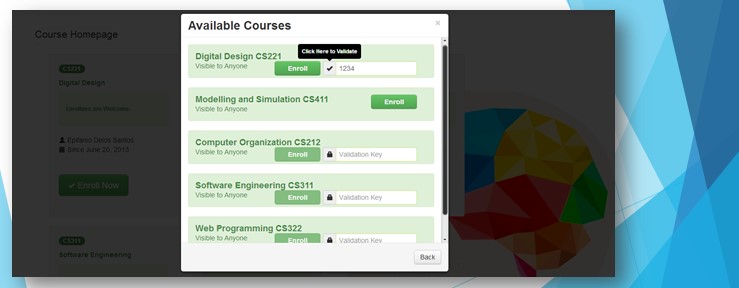 Course Homepage
Available Courses
×
CS221
Digital Design
Epifanio Delos Santos
Since June 20, 2013
Enroll Now
CS311
Software Engineering
Click Here to Validate
Digital Design CS221
Visible to Anyone
Enroll
1234
Modelling and Simulation CS411
Visible to Anyone
Enroll
Computer Organization CS212
Visible to Anyone
Enroll
Validation Key
Software Engineering CS311
Visible to Anyone
Enroll
Validation Key
Web Programming CS322
Visible to Anyone
Enroll
Validation Key
Back